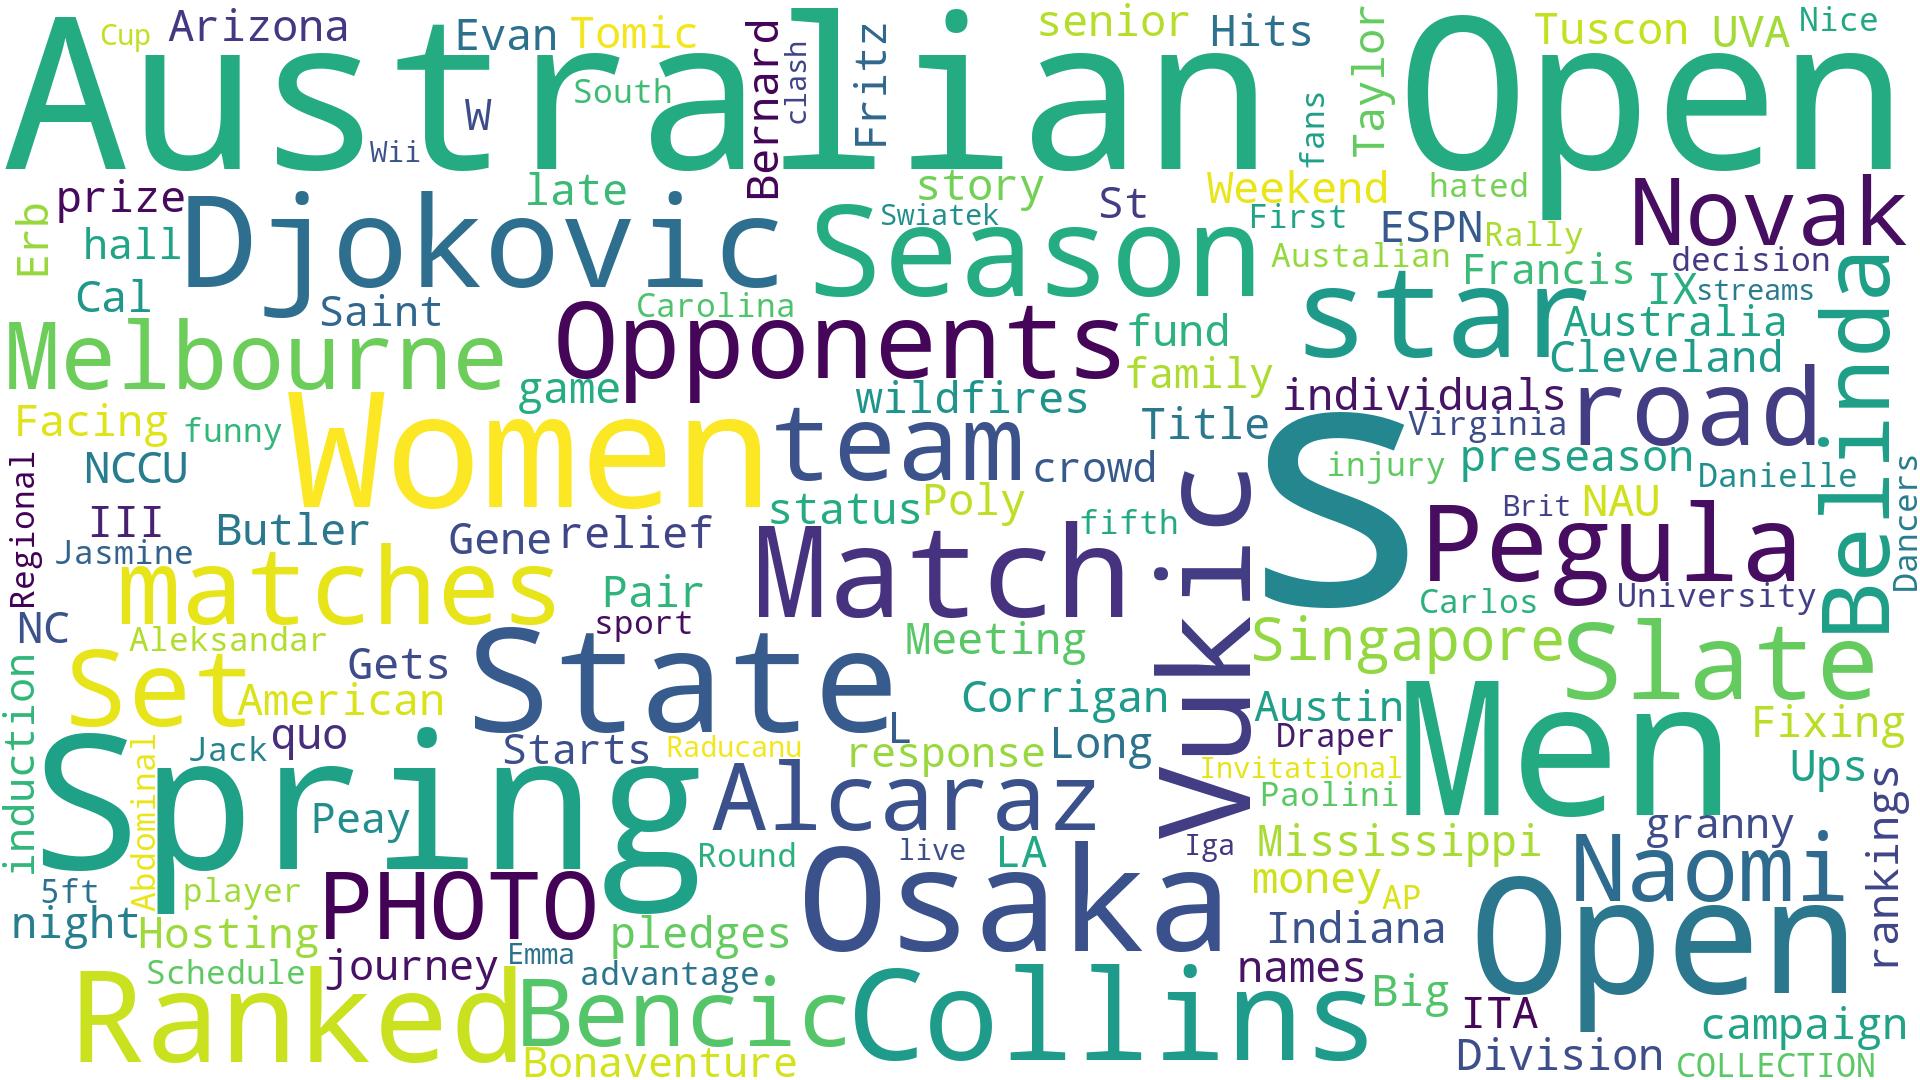 Australian Open
Cup
Arizona
Evan
Tomic
Bernard
clash
Fritz
senior
Hits
Taylor
Tuscon
UVA
Nice
W
South
Wii
fans
Erb
prize
Djokovic
late
Season
story
Swiatek
St
Weekend
First
hated
ESPN
Rally
Novak
hall
Cal
Saint
Carolina
Austalian
Francis
decision
IX
streams
Belinda
Melbourne
Opponents
fund
star
Australia
Cleveland
game
family
individuals
road
Facing
funny
Women
team
wildfires
Title
Virginia
NCCU
crowd
S
injury
preseason
Danielle
Regional
III
Butler
Gene
relief
status
Poly
fifth
Vukic
Brit
NAU
Pegula
Dancers
Jasmine
matches
Pair
Match
Carlos
University
NC
Aleksandar
sport
Meeting
Singapore
Slate
Set
Gets
State
American
Corrigan
Austin
Men
Fixing
induction
Jack
quo
Starts
L
Raducanu
response
Long
Draper
Ups
Spring
Abdominal
Peay
Alcaraz
Invitational
Paolini
granny
rankings
Round
live
LA
Iga
Mississippi
Naomi
5ft
player
PHOTO
Osaka
money
AP
Open
night
Hosting
pledges
Indiana
Schedule
journey
Emma
advantage
names
Ranked
Bencic
Collins
Big
ITA
campaign
Bonaventure
Division
COLLECTION